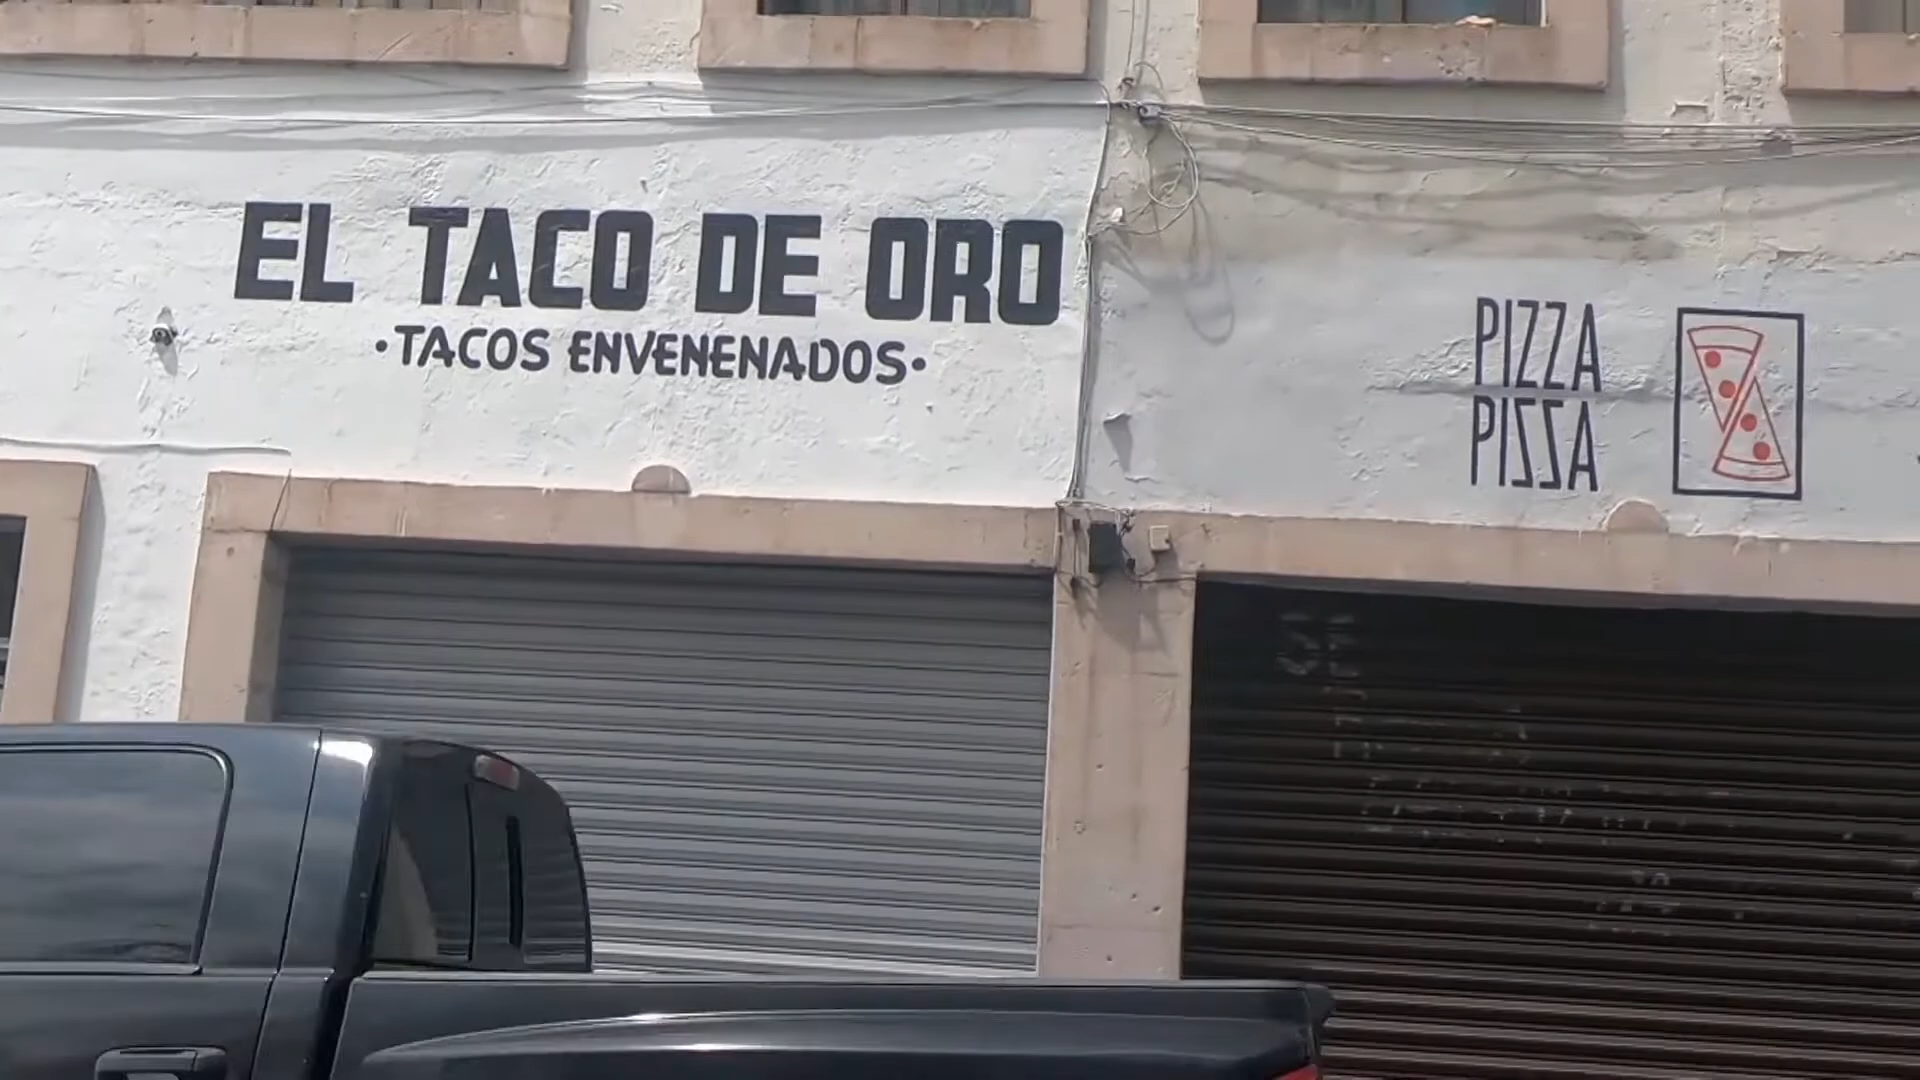 EL TACO DE ORO
·TACOS ENVENENADOS·
PIZZA
PIZZA